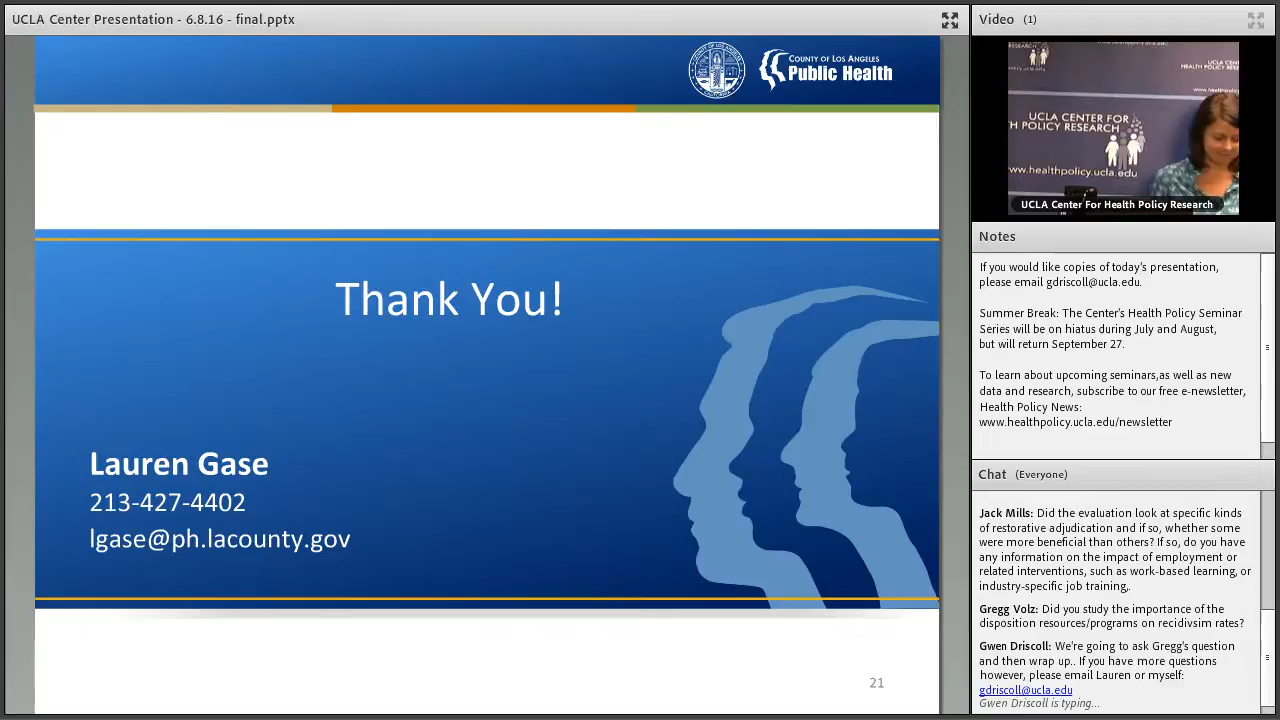 UCLA Center Presentation - 6.8.16 - final.pptx
COUNTY OF LOS ANGELES
Public Health
Thank You!
Lauren Gase
213-427-4402
lgase@ph.lacounty.gov
21
Video (1)
UCLA CENTER FOR
H POLICY RESEARCH
www.healthpolicy.ucla.edu
UCLA Center For Health Policy Research
Notes
If you would like copies of today's presentation,
please email gdriscoll@ucla.edu.
Summer Break: The Center's Health Policy Seminar
Series will be on hiatus during July and August,
but will return September 27.
To learn about upcoming seminars,as well as new
data and research, subscribe to our free e-newsletter,
Health Policy News:
www.healthpolicy.ucla.edu/newsletter
Chat (Everyone)
Jack Mills: Did the evaluation look at specific kinds
of restorative adjudication and if so, whether some
were more beneficial than others? If so, do you have
any information on the impact of employment or
related interventions, such as work-based learning, or
industry-specific job training,.
Gregg Volz: Did you study the importance of the
disposition resources/programs on recidivsim rates?
Gwen Driscoll: We're going to ask Gregg's question
and then wrap up.. If you have more questions
however, please email Lauren or myself:
gdriscoll@ucla.edu
Gwen Driscoll is typing...